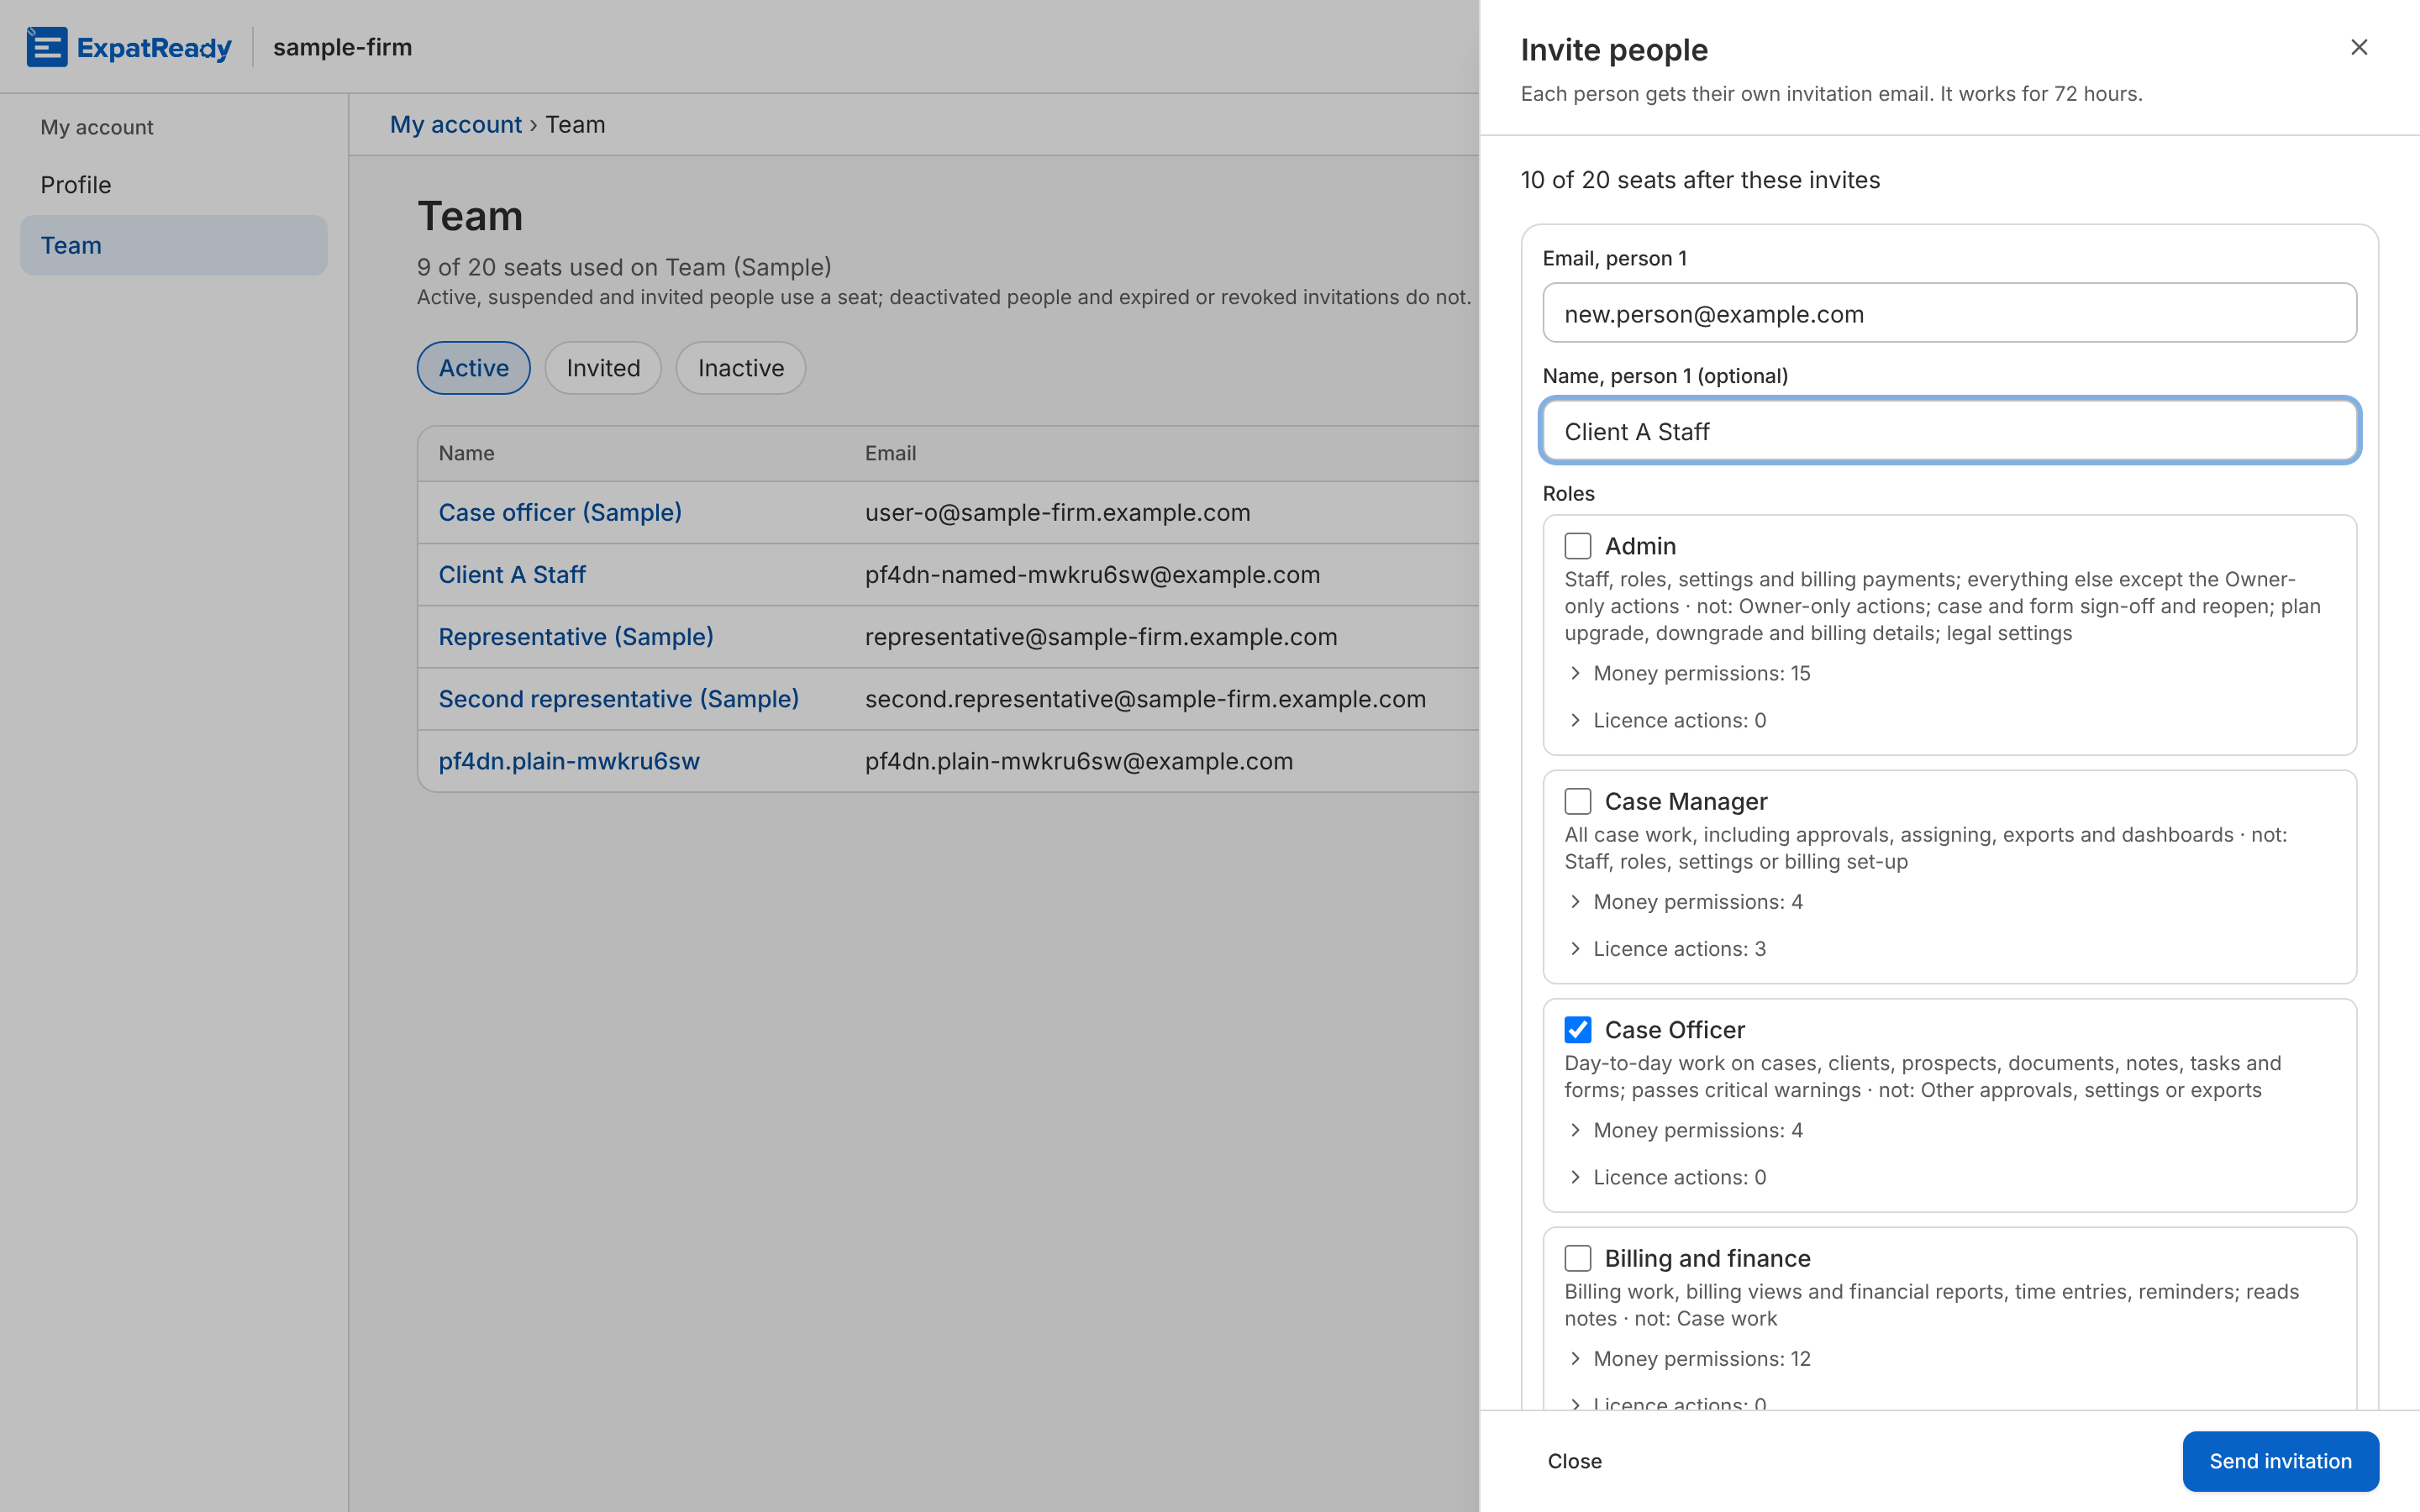 ExpatReady
sample-firm
My account
Profile
Team
My account › Team
Team
9 of 20 seats used on Team (Sample)
Active, suspended and invited people use a seat; deactivated people and expired or revoked invitations do not.
Active
Invited
Inactive
Name
Email
Case officer (Sample)
user-o@sample-firm.example.com
Client A Staff
pf4dn-named-mwkru6sw@example.com
Representative (Sample)
representative@sample-firm.example.com
Second representative (Sample)
second.representative@sample-firm.example.com
pf4dn.plain-mwkru6sw
pf4dn.plain-mwkru6sw@example.com
Invite people
Each person gets their own invitation email. It works for 72 hours.
10 of 20 seats after these invites
Email, person 1
new.person@example.com
Name, person 1 (optional)
Client A Staff
Roles
Admin
Staff, roles, settings and billing payments; everything else except the Owner-
only actions · not: Owner-only actions; case and form sign-off and reopen; plan
upgrade, downgrade and billing details; legal settings
Money permissions: 15
Licence actions: 0
Case Manager
All case work, including approvals, assigning, exports and dashboards · not:
Staff, roles, settings or billing set-up
Money permissions: 4
Licence actions: 3
Case Officer
Day-to-day work on cases, clients, prospects, documents, notes, tasks and
forms; passes critical warnings · not: Other approvals, settings or exports
Money permissions: 4
Licence actions: 0
Billing and finance
Billing work, billing views and financial reports, time entries, reminders; reads
notes · not: Case work
Money permissions: 12
Licence actions: 0
Close
Send invitation